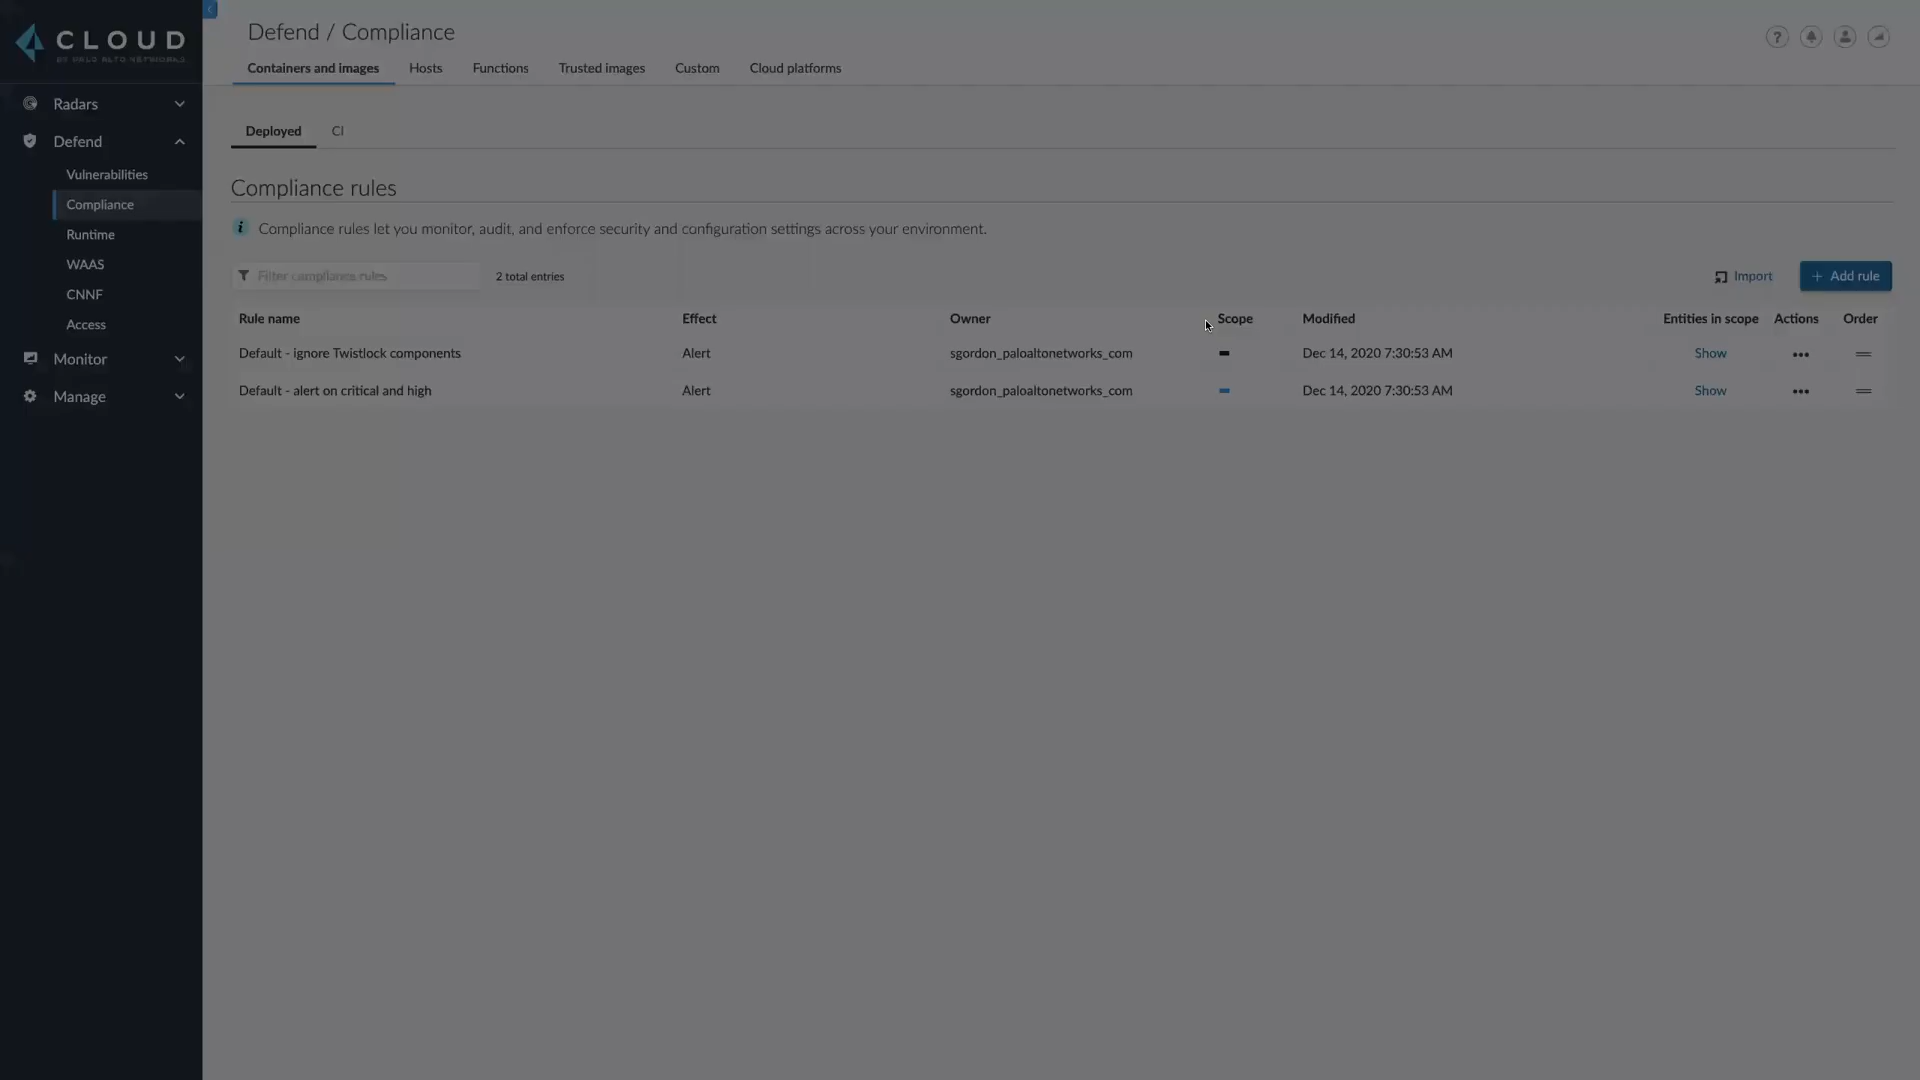 CLOUD
BY PALO ALTO NETWORKS
Radars
Defend
Vulnerabilities
Compliance
Runtime
WAAS
CNNF
Access
Monitor
Manage
Defend / Compliance
Containers and images Hosts Functions Trusted images Custom Cloud platforms
Deployed CI
Compliance rules
Compliance rules let you monitor, audit, and enforce security and configuration settings across your environment.
Filter compliance rules 2 total entries Import + Add rule
Rule name Effect Owner Scope Modified Entities in scope Actions Order
Default - ignore Twistlock components Alert sgordon_paloaltonetworks_com Dec 14, 2020 7:30:53 AM Show
Default - alert on critical and high Alert sgordon_paloaltonetworks_com Dec 14, 2020 7:30:53 AM Show